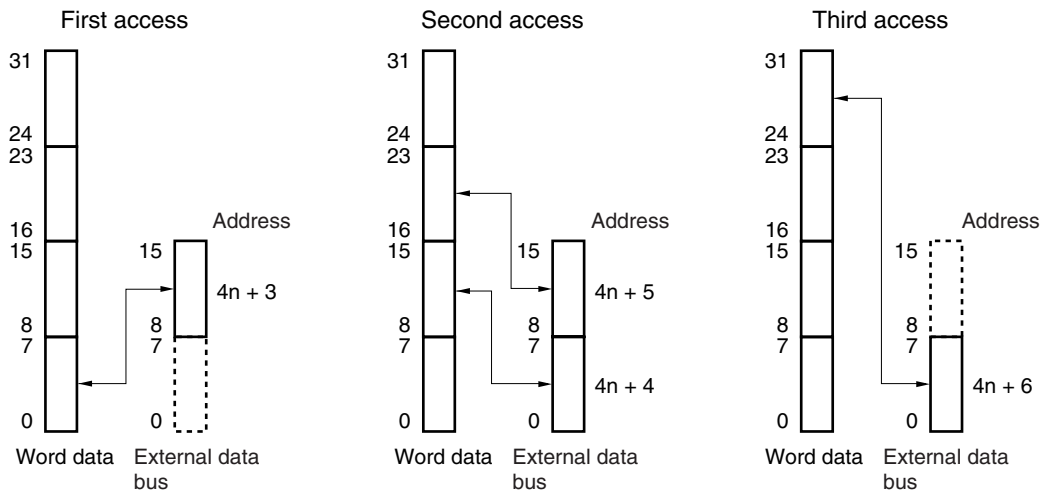 First access
31
24
23
16
15
8
7
0
Address
15
4n + 3
8
7
0
Word data
External data
bus
Second access
31
24
23
16
15
8
7
0
Address
15
4n + 5
8
7
4n + 4
0
Word data
External data
bus
Third access
31
24
23
16
15
8
7
0
Address
15
8
7
4n + 6
0
Word data
External data
bus